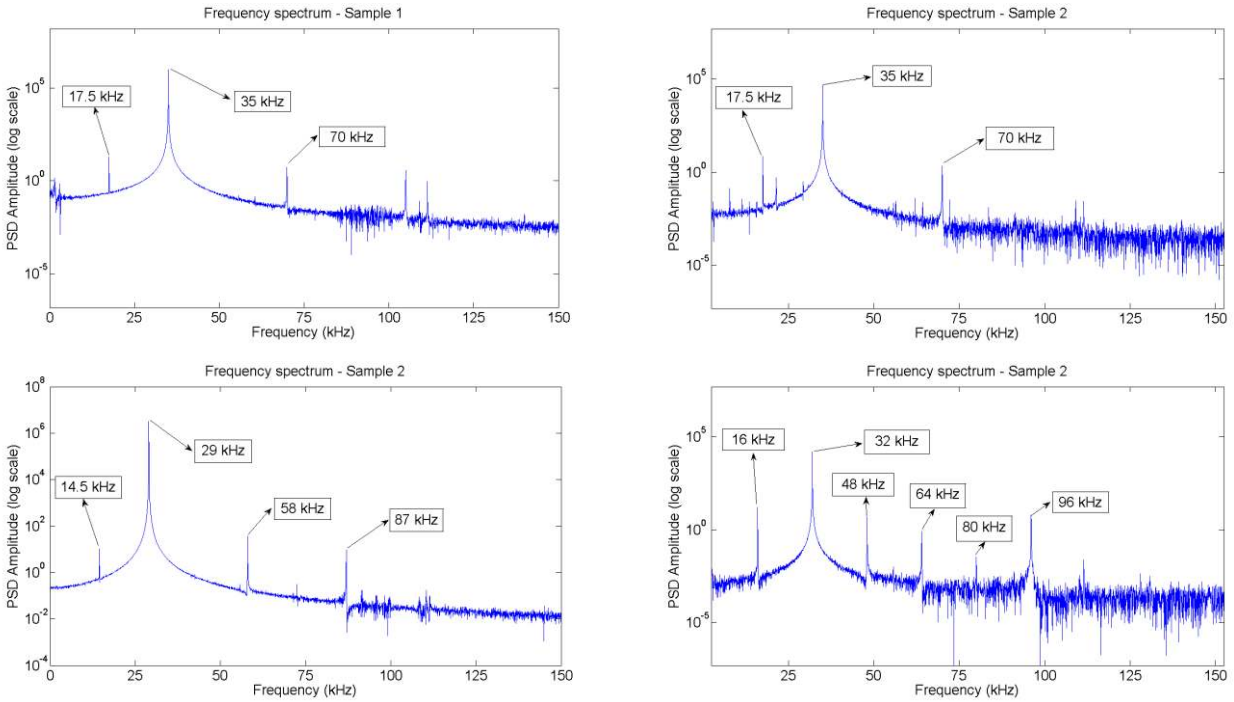 Frequency spectrum - Sample 1
PSD Amplitude (log scale)
10^5
10^0
10^-5
17.5 kHz
35 kHz
70 kHz
0 25 50 75 100 125 150
Frequency (kHz)
Frequency spectrum - Sample 2
PSD Amplitude (log scale)
10^5
10^0
10^-5
17.5 kHz
35 kHz
70 kHz
25 50 75 100 125 150
Frequency (kHz)
Frequency spectrum - Sample 2
PSD Amplitude (log scale)
10^8
10^6
10^4
10^2
10^0
10^-2
10^-4
14.5 kHz
29 kHz
58 kHz
87 kHz
0 25 50 75 100 125 150
Frequency (kHz)
Frequency spectrum - Sample 2
PSD Amplitude (log scale)
10^5
10^0
10^-5
16 kHz
32 kHz
48 kHz
64 kHz
80 kHz
96 kHz
25 50 75 100 125 150
Frequency (kHz)